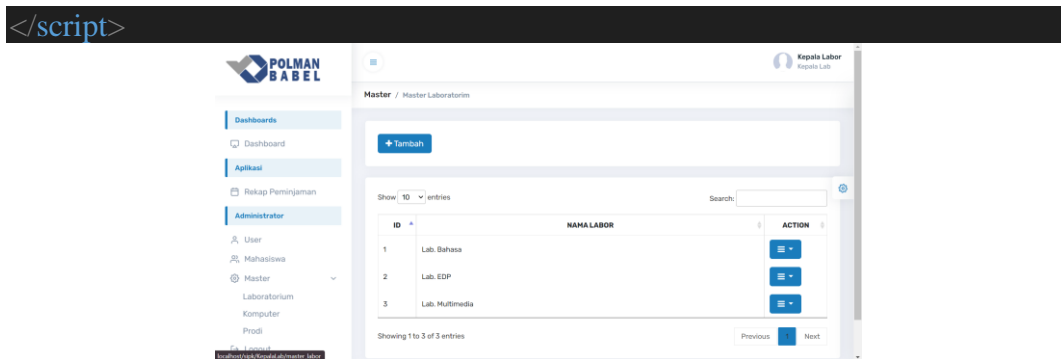 </script>
POLMAN
BABEL
Kepala Labor
Kepala Lab
Master / Master Laboratorim
Dashboards
Dashboard
+ Tambah
Aplikasi
Rekap Peminjaman
Show 10 entries
Search:
Administrator
ID NAMA LABOR ACTION
User
1 Lab. Bahasa
Mahasiswa
2 Lab. EDP
Master
Laboratorium
3 Lab. Multimedia
Komputer
Prodi
Showing 1 to 3 of 3 entries
Previous 1 Next
Logout
localhost/sipk/KepalaLab/master_labor